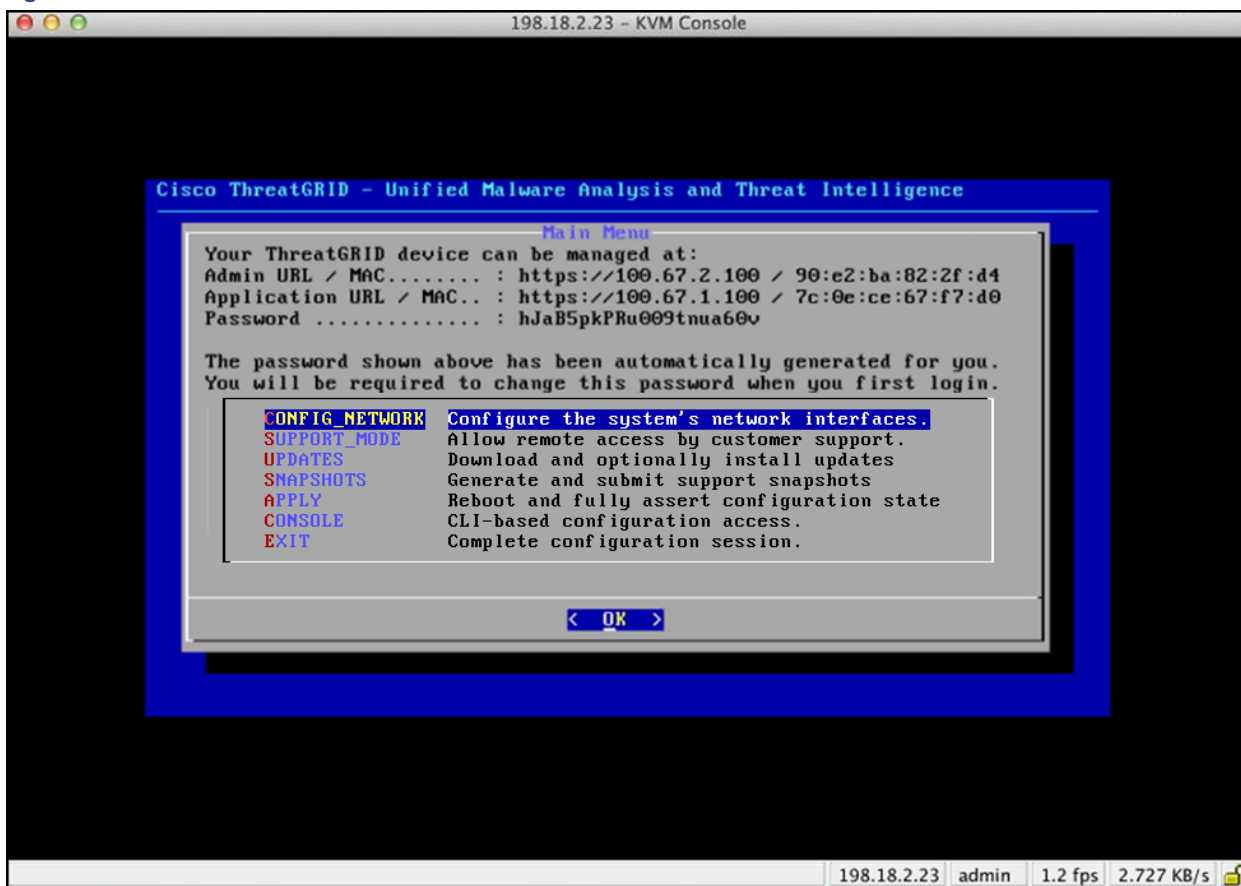 198.18.2.23 – KVM Console
Cisco ThreatGRID - Unified Malware Analysis and Threat Intelligence
Main Menu
Your ThreatGRID device can be managed at:
Admin URL / MAC........ : https://100.67.2.100 / 90:e2:ba:82:2f:d4
Application URL / MAC.. : https://100.67.1.100 / 7c:0e:ce:67:f7:d0
Password .............. : hJaB5pkPRu009tnua60v
The password shown above has been automatically generated for you.
You will be required to change this password when you first login.
CONFIG_NETWORK Configure the system's network interfaces.
SUPPORT_MODE Allow remote access by customer support.
UPDATES Download and optionally install updates
SNAPSHOTS Generate and submit support snapshots
APPLY Reboot and fully assert configuration state
CONSOLE CLI-based configuration access.
EXIT Complete configuration session.
< OK >
198.18.2.23 admin 1.2 fps 2.727 KB/s